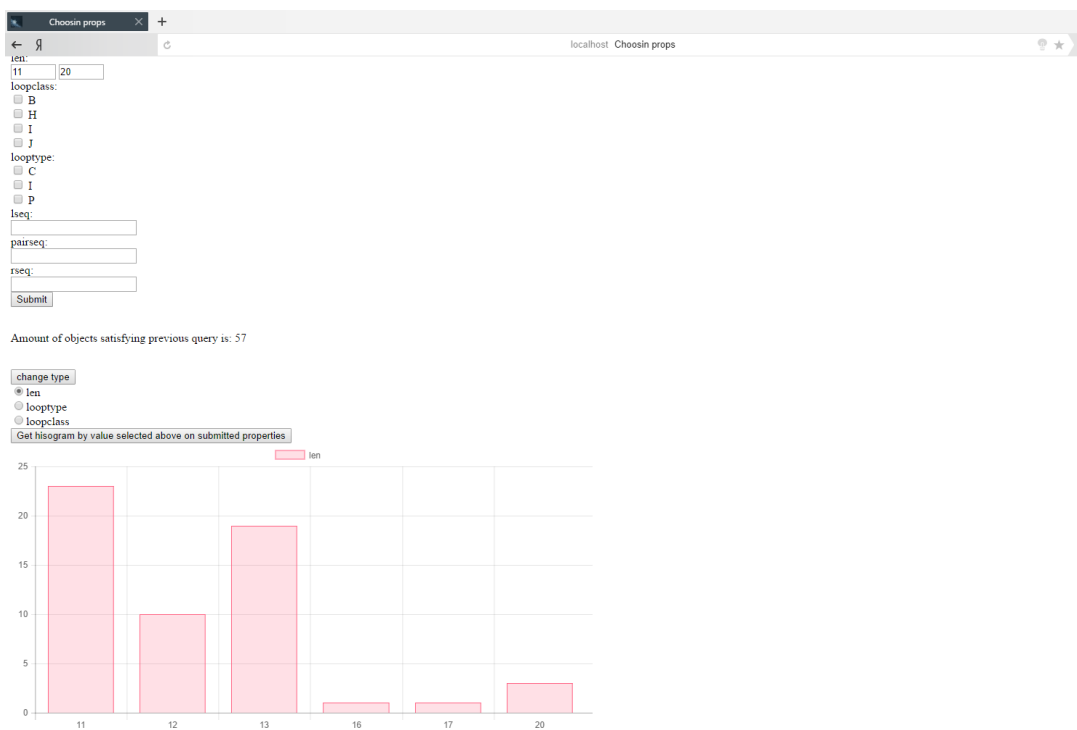 Choosin props
Я localhost Choosin props
len:
11 20
loopclass:
B
H
I
J
looptype:
C
I
P
lseq:
pairseq:
rseq:
Submit
Amount of objects satisfying previous query is: 57
change type
len
looptype
loopclass
Get hisogram by value selected above on submitted properties
len
25
20
15
10
5
0
11 12 13 16 17 20